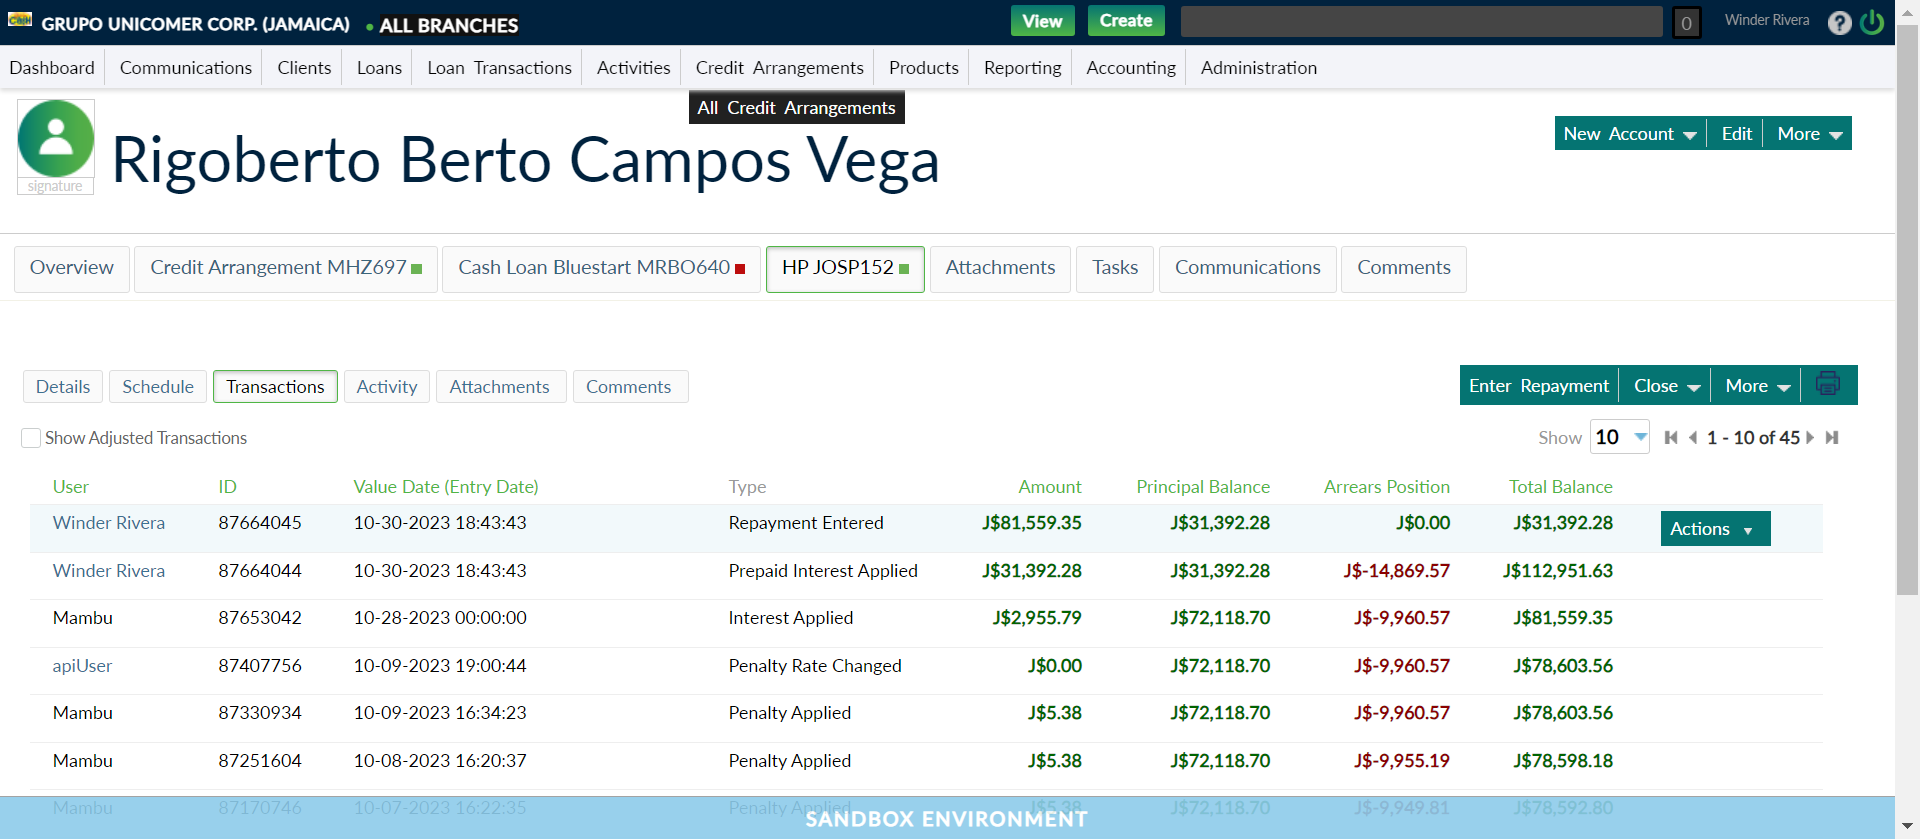 Cash GRUPO UNICOMER CORP. (JAMAICA) ● ALL BRANCHES View Create 0 Winder Rivera ?
Dashboard Communications Clients Loans Loan Transactions Activities Credit Arrangements Products Reporting Accounting Administration
All Credit Arrangements
Rigoberto Berto Campos Vega
signature
New Account Edit More
Overview Credit Arrangement MHZ697 Cash Loan Bluestart MRBO640 HP JOSP152 Attachments Tasks Communications Comments
Details Schedule Transactions Activity Attachments Comments Enter Repayment Close More
Show Adjusted Transactions Show 10 1 - 10 of 45
User ID Value Date (Entry Date) Type Amount Principal Balance Arrears Position Total Balance
Winder Rivera 87664045 10-30-2023 18:43:43 Repayment Entered J$81,559.35 J$31,392.28 J$0.00 J$31,392.28 Actions
Winder Rivera 87664044 10-30-2023 18:43:43 Prepaid Interest Applied J$31,392.28 J$31,392.28 J$-14,869.57 J$112,951.63
Mambu 87653042 10-28-2023 00:00:00 Interest Applied J$2,955.79 J$72,118.70 J$-9,960.57 J$81,559.35
apiUser 87407756 10-09-2023 19:00:44 Penalty Rate Changed J$0.00 J$72,118.70 J$-9,960.57 J$78,603.56
Mambu 87330934 10-09-2023 16:34:23 Penalty Applied J$5.38 J$72,118.70 J$-9,960.57 J$78,603.56
Mambu 87251604 10-08-2023 16:20:37 Penalty Applied J$5.38 J$72,118.70 J$-9,955.19 J$78,598.18
Mambu 87170746 10-07-2023 16:22:35 Penalty Applied J$5.38 J$72,118.70 J$-9,949.81 J$78,592.80
SANDBOX ENVIRONMENT